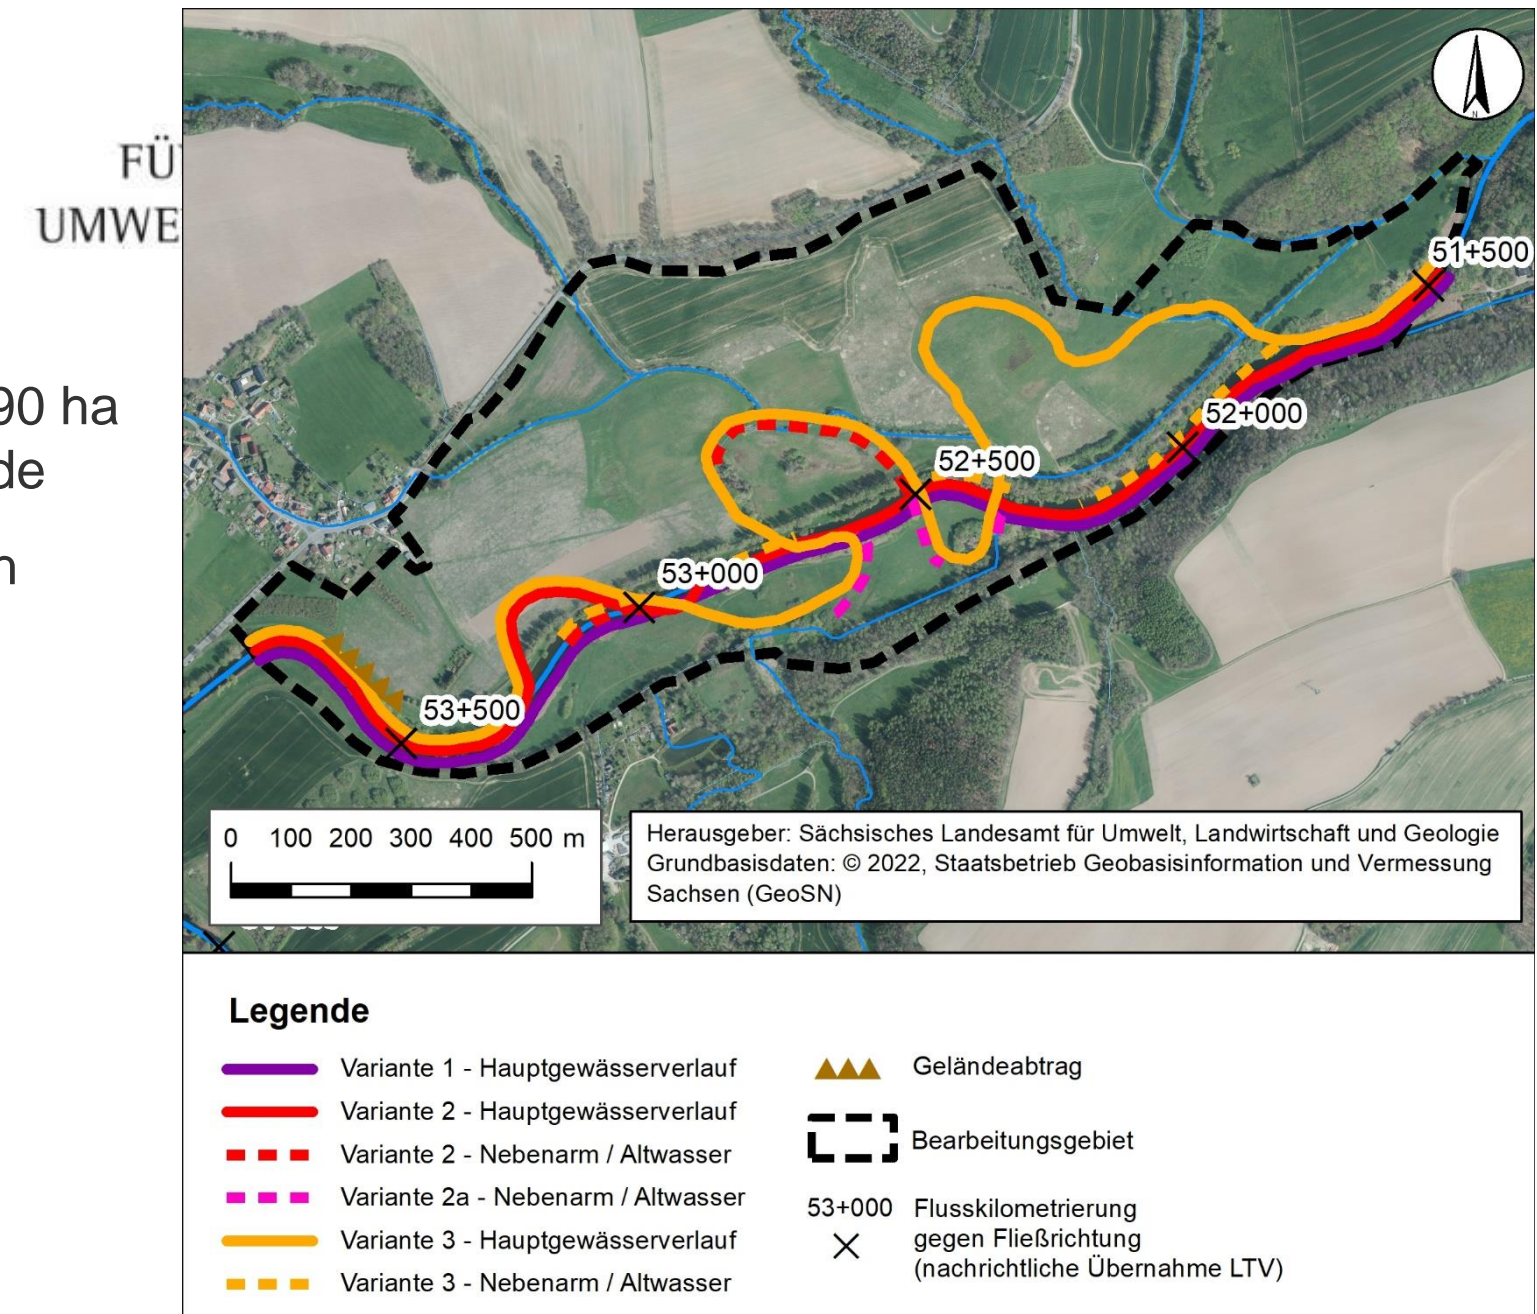 FÜ
UMWE
90 ha
de
n
N
51+500
52+000
52+500
53+000
53+500
0 100 200 300 400 500 m
Herausgeber: Sächsisches Landesamt für Umwelt, Landwirtschaft und Geologie
Grundbasisdaten: © 2022, Staatsbetrieb Geobasisinformation und Vermessung
Sachsen (GeoSN)
Legende
Variante 1 - Hauptgewässerverlauf
Variante 2 - Hauptgewässerverlauf
Variante 2 - Nebenarm / Altwasser
Variante 2a - Nebenarm / Altwasser
Variante 3 - Hauptgewässerverlauf
Variante 3 - Nebenarm / Altwasser
Geländeabtrag
Bearbeitungsgebiet
53+000 Flusskilometrierung
gegen Fließrichtung
(nachrichtliche Übernahme LTV)